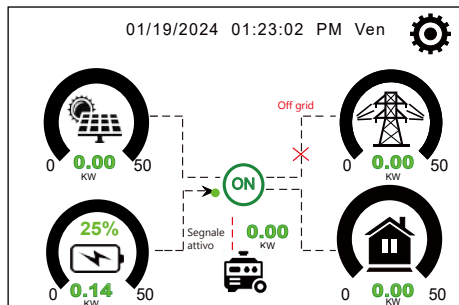 01/19/2024 01:23:02 PM Ven
Off grid
0 0.00 50
KW
0 0.00 50
KW
ON
25%
Segnale
attivo
0.00
KW
0 0.14 50
KW
0 0.00 50
KW